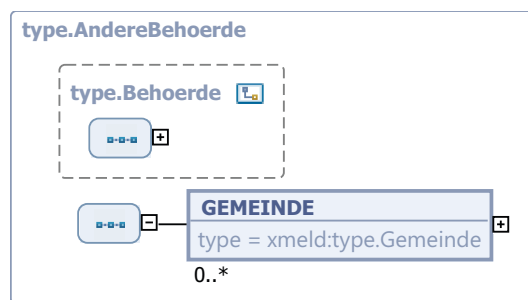 type.AndereBehoerde
type.Behoerde
GEMEINDE
type = xmeld:type.Gemeinde
0..*